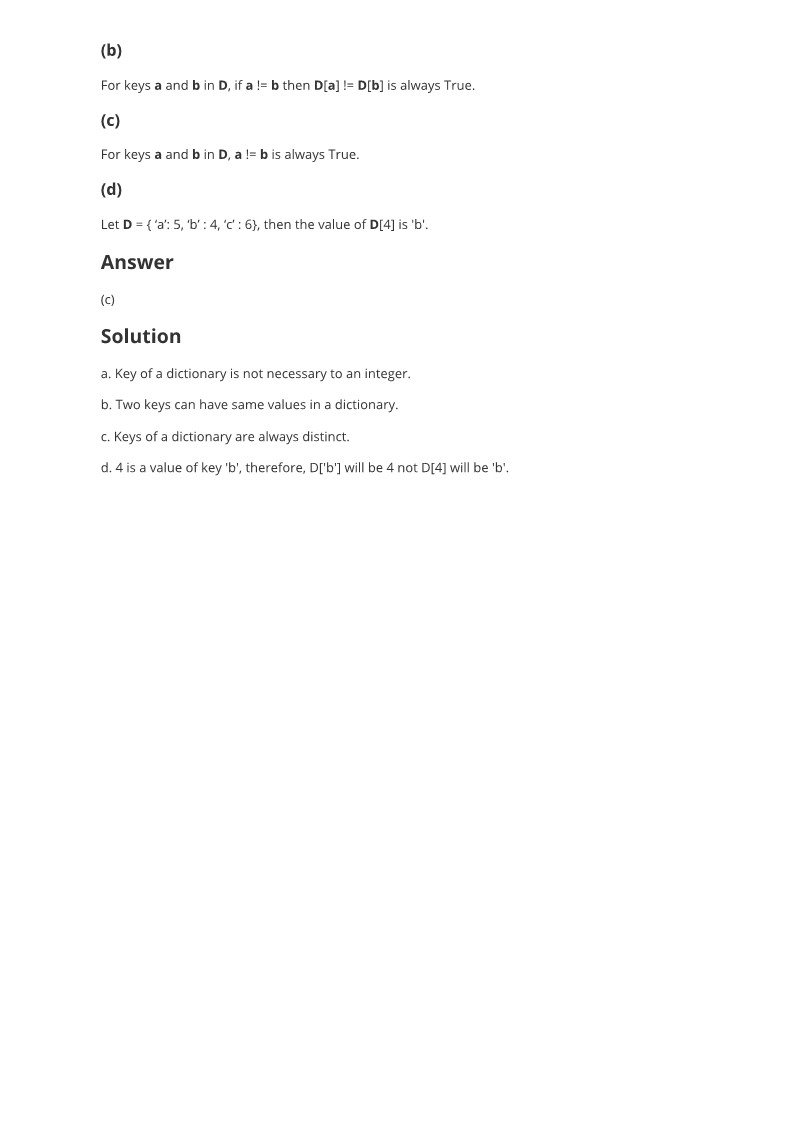 (b)
For keys a and b in D, if a != b then D[a] != D[b] is always True.
(c)
For keys a and b in D, a != b is always True.
(d)
Let D = { ‘a’: 5, ‘b’ : 4, ‘c’ : 6}, then the value of D[4] is 'b'.
Answer
(c)
Solution
a. Key of a dictionary is not necessary to an integer.
b. Two keys can have same values in a dictionary.
c. Keys of a dictionary are always distinct.
d. 4 is a value of key 'b', therefore, D['b'] will be 4 not D[4] will be 'b'.